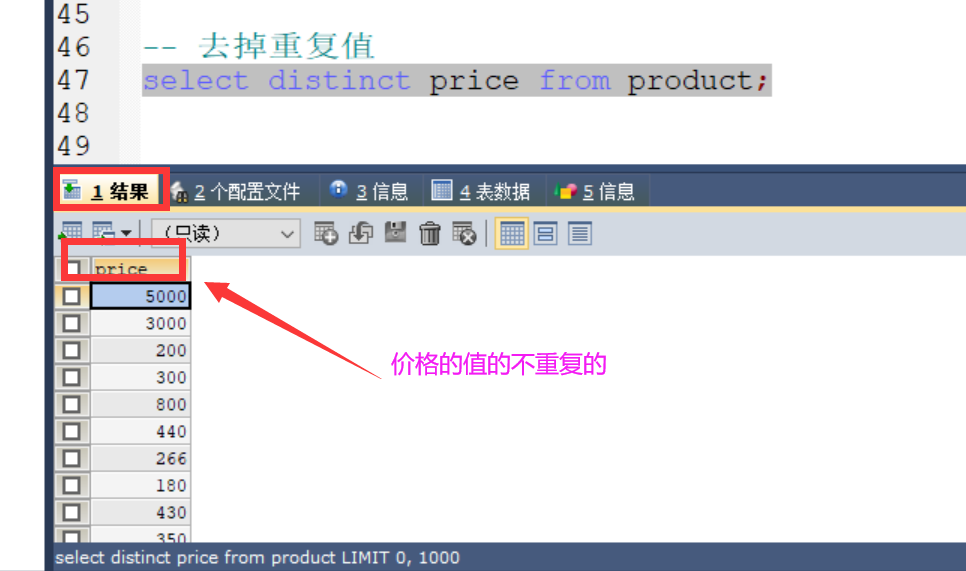 45
46 -- 去掉重复值
47 select distinct price from product;
48
49
1 结果 2 个配置文件 3 信息 4 表数据 5 信息
(只读)
price
5000
3000
200
300
800
440
266
180
430
350
价格的值的不重复的
select distinct price from product LIMIT 0, 1000